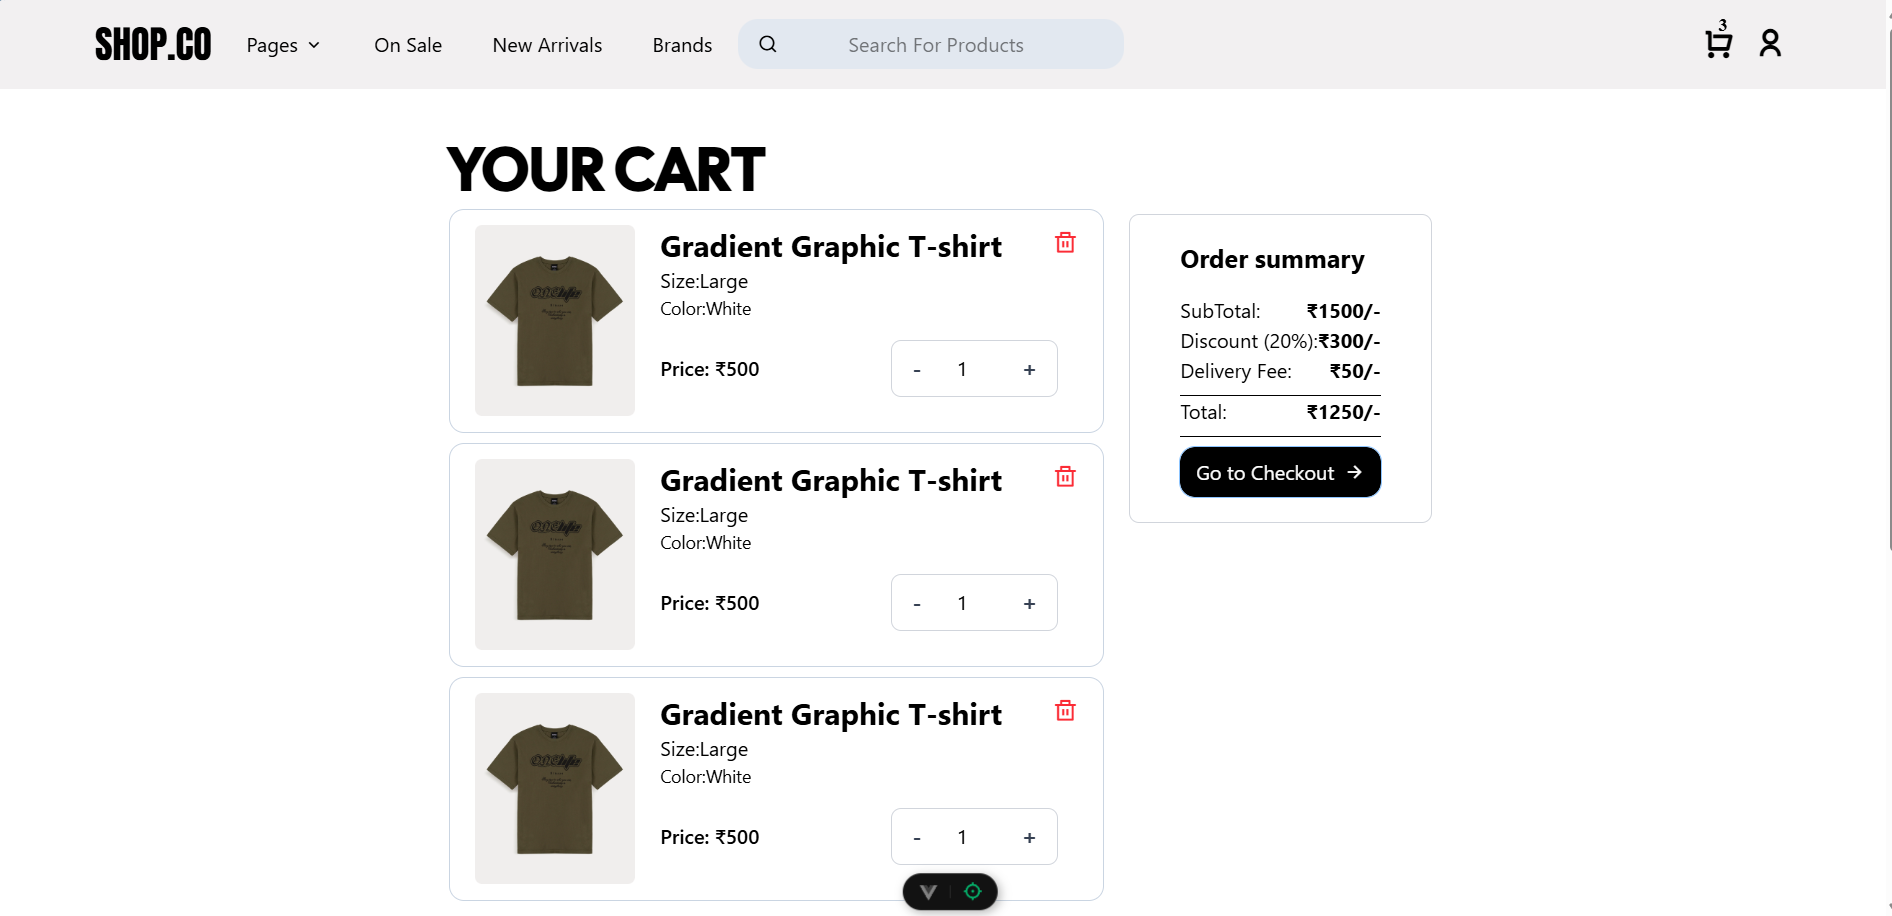 SHOP.CO
Pages
On Sale
New Arrivals
Brands
Search For Products
3
YOUR CART
Gradient Graphic T-shirt
Size:Large
Color:White
Price: ₹500
- 1 +
Gradient Graphic T-shirt
Size:Large
Color:White
Price: ₹500
- 1 +
Gradient Graphic T-shirt
Size:Large
Color:White
Price: ₹500
- 1 +
Order summary
SubTotal: ₹1500/-
Discount (20%):₹300/-
Delivery Fee: ₹50/-
Total: ₹1250/-
Go to Checkout →